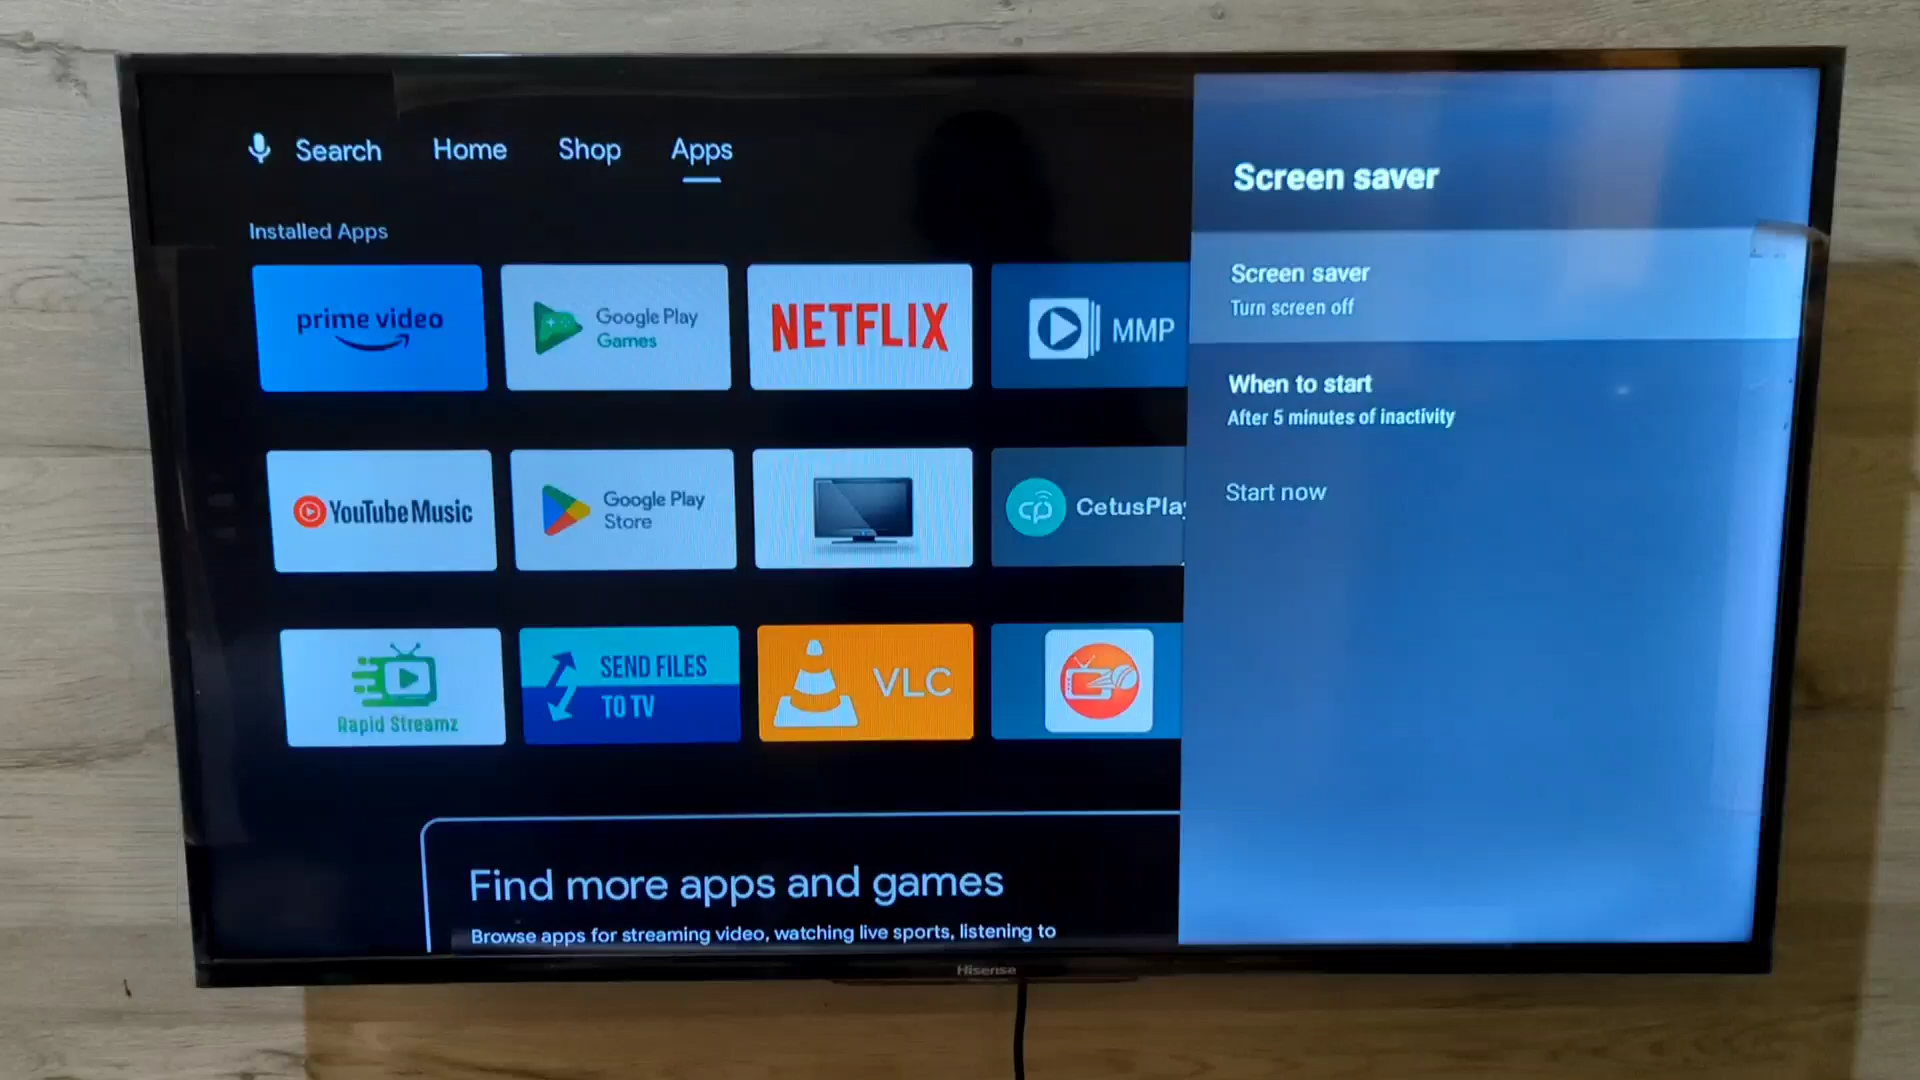 Search Home Shop Apps
Installed Apps
prime video
Google Play
Games
NETFLIX
MMP
YouTube Music
Google Play
Store
CetusPlay
Rapid Streamz
SEND FILES
TO TV
VLC
Find more apps and games
Browse apps for streaming video, watching live sports, listening to
Screen saver
Screen saver
Turn screen off
When to start
After 5 minutes of inactivity
Start now
Hisense